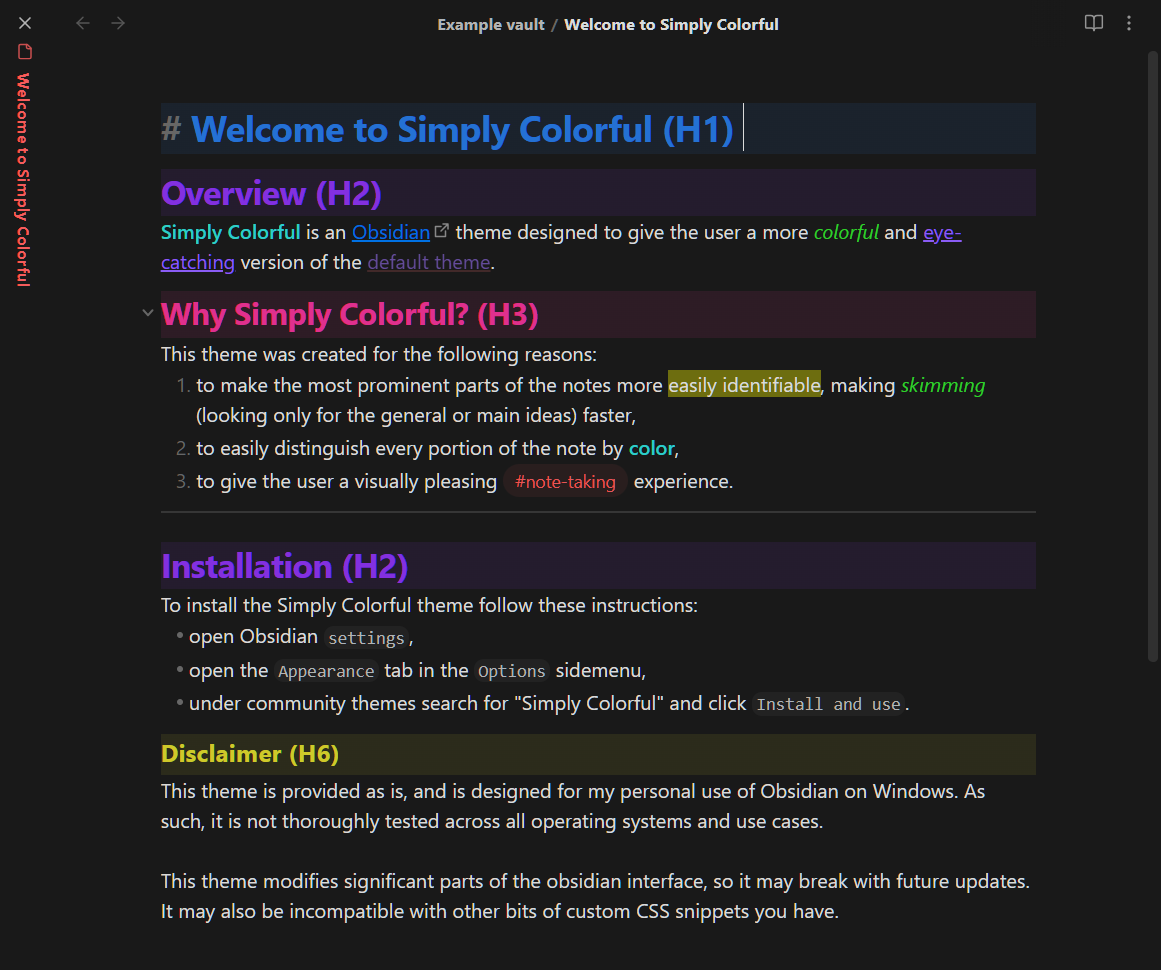 Example vault / Welcome to Simply Colorful
Welcome to Simply Colorful
# Welcome to Simply Colorful (H1)
Overview (H2)
Simply Colorful is an Obsidian theme designed to give the user a more colorful and eye-
catching version of the default theme.
Why Simply Colorful? (H3)
This theme was created for the following reasons:
1. to make the most prominent parts of the notes more easily identifiable, making skimming
(looking only for the general or main ideas) faster,
2. to easily distinguish every portion of the note by color,
3. to give the user a visually pleasing #note-taking experience.
Installation (H2)
To install the Simply Colorful theme follow these instructions:
• open Obsidian settings,
• open the Appearance tab in the Options sidemenu,
• under community themes search for "Simply Colorful" and click Install and use.
Disclaimer (H6)
This theme is provided as is, and is designed for my personal use of Obsidian on Windows. As
such, it is not thoroughly tested across all operating systems and use cases.
This theme modifies significant parts of the obsidian interface, so it may break with future updates.
It may also be incompatible with other bits of custom CSS snippets you have.